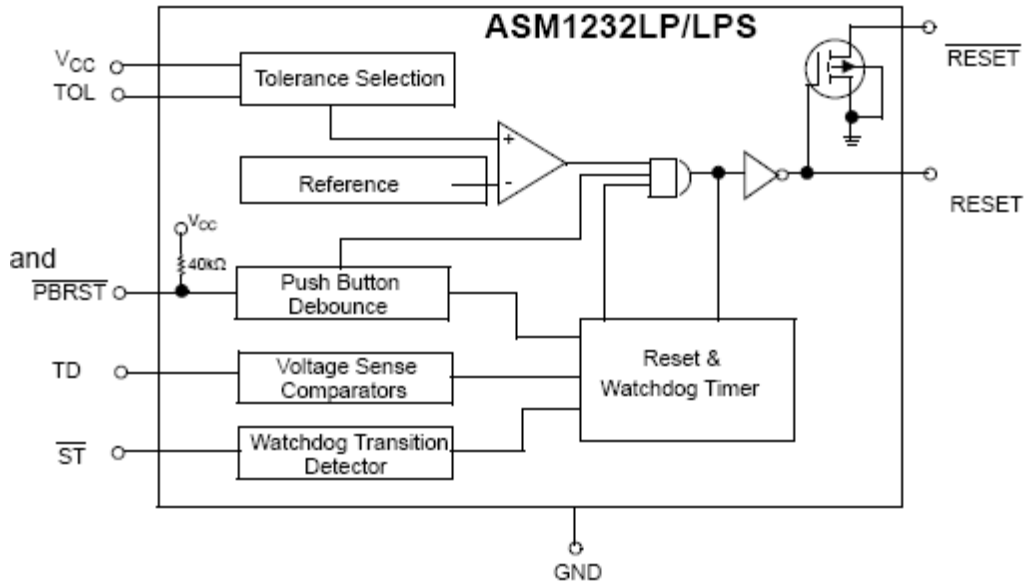 ASM1232LP/LPS
VCC
TOL
Tolerance Selection
RESET
+
-
Reference
RESET
VCC
40kΩ
and
PBRST
Push Button
Debounce
TD
Voltage Sense
Comparators
Reset &
Watchdog Timer
ST
Watchdog Transition
Detector
GND